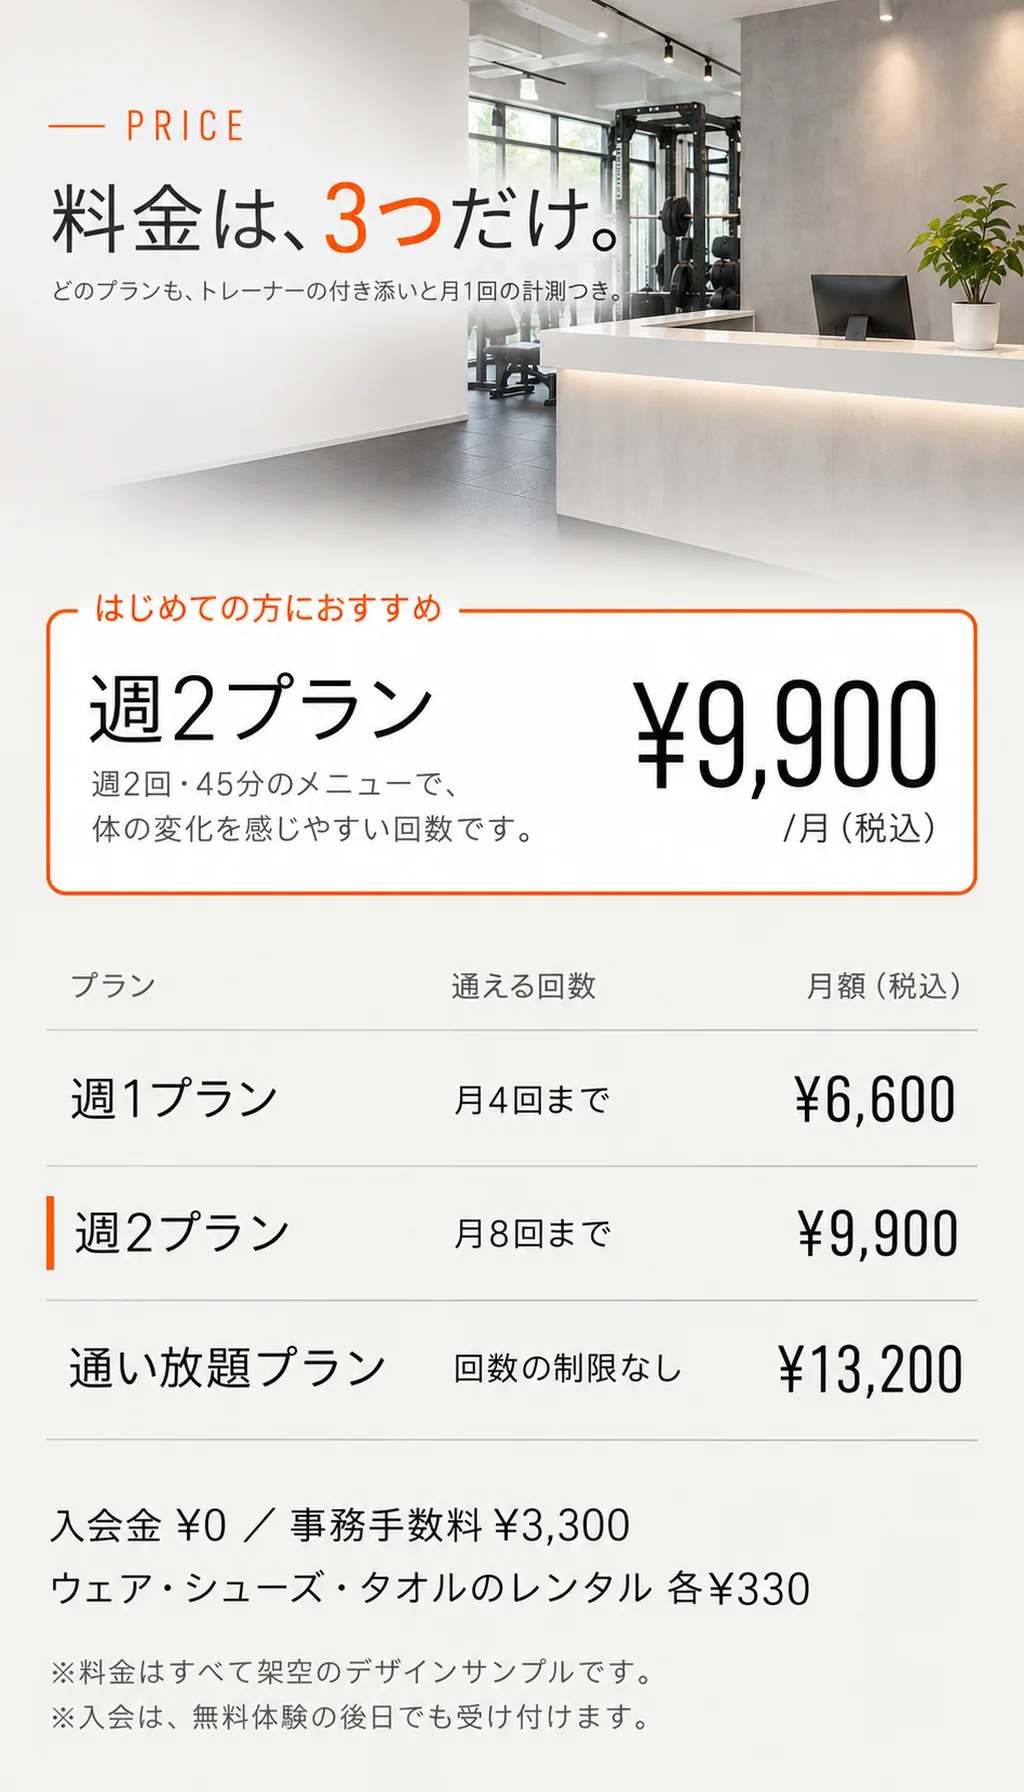 PRICE
料金は、3つだけ。
どのプランも、トレーナーの付き添いと月1回の計測つき。
はじめての方におすすめ
週2プラン
¥9,900
週2回・45分のメニューで、
体の変化を感じやすい回数です。
/月（税込）
プラン 通える回数 月額（税込）
週1プラン 月4回まで ¥6,600
週2プラン 月8回まで ¥9,900
通い放題プラン 回数の制限なし ¥13,200
入会金 ¥0 ／ 事務手数料 ¥3,300
ウェア・シューズ・タオルのレンタル 各¥330
※料金はすべて架空のデザインサンプルです。
※入会は、無料体験の後日でも受け付けます。